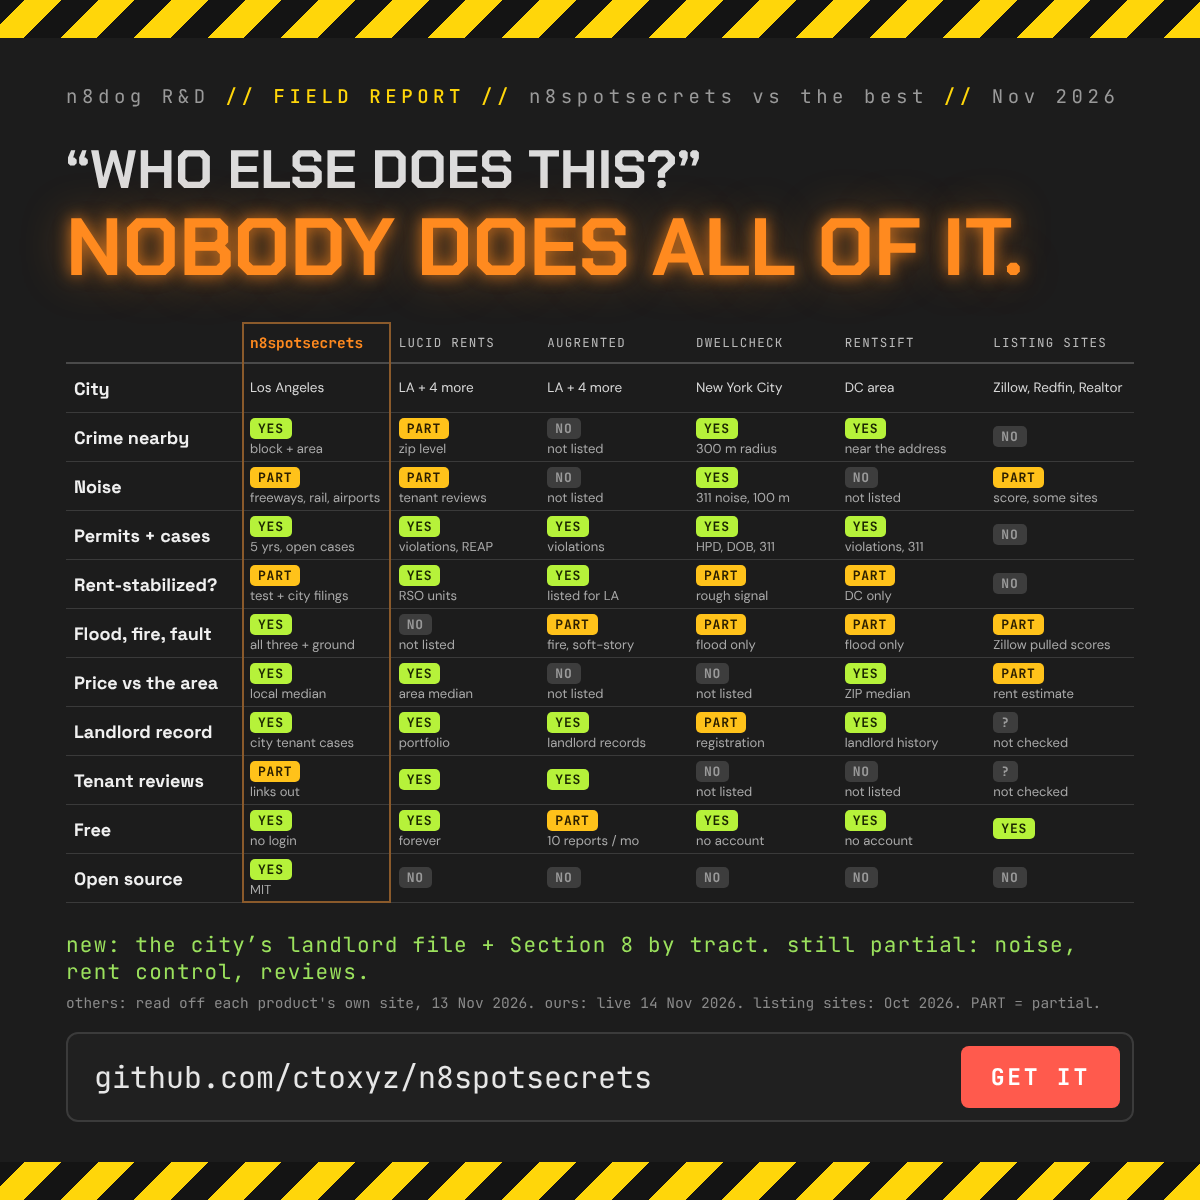 n8dog R&D // FIELD REPORT // n8spotsecrets vs the best // Nov 2026
“WHO ELSE DOES THIS?”
NOBODY DOES ALL OF IT.
n8spotsecrets LUCID RENTS AUGRENTED DWELLCHECK RENTSIFT LISTING SITES
City Los Angeles LA + 4 more LA + 4 more New York City DC area Zillow, Redfin, Realtor
Crime nearby YES PART NO YES YES NO
block + area zip level not listed 300 m radius near the address
Noise PART PART NO YES NO PART
freeways, rail, airports tenant reviews not listed 311 noise, 100 m not listed score, some sites
Permits + cases YES YES YES YES YES NO
5 yrs, open cases violations, REAP violations HPD, DOB, 311 violations, 311
Rent-stabilized? PART YES YES PART PART NO
test + city filings RSO units listed for LA rough signal DC only
Flood, fire, fault YES NO PART PART PART PART
all three + ground not listed fire, soft-story flood only flood only Zillow pulled scores
Price vs the area YES YES NO NO YES PART
local median area median not listed not listed ZIP median rent estimate
Landlord record YES YES YES PART YES ?
city tenant cases portfolio landlord records registration landlord history not checked
Tenant reviews PART YES YES NO NO ?
links out not listed not listed not checked
Free YES YES PART YES YES YES
no login forever 10 reports / mo no account no account
Open source YES NO NO NO NO NO
MIT
new: the city’s landlord file + Section 8 by tract. still partial: noise,
rent control, reviews.
others: read off each product's own site, 13 Nov 2026. ours: live 14 Nov 2026. listing sites: Oct 2026. PART = partial.
github.com/ctoxyz/n8spotsecrets GET IT